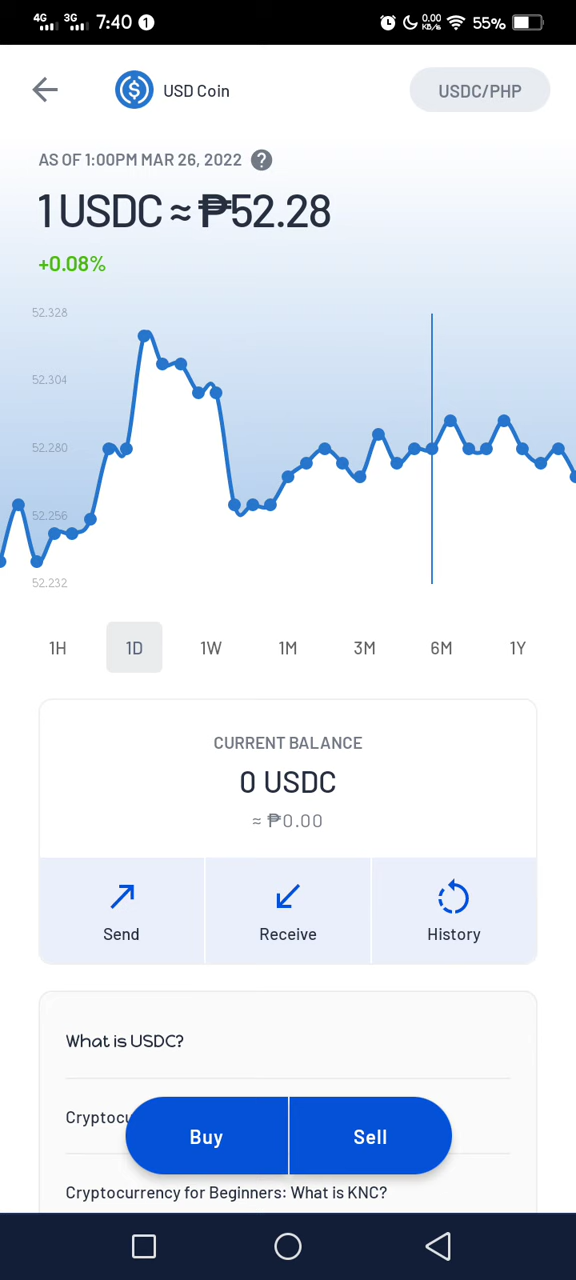 4G 3G 7:40 1 0.00 KB/s 55%
USD Coin USDC/PHP
AS OF 1:00PM MAR 26, 2022 ?
1 USDC ≈ ₱52.28
+0.08%
52.328
52.304
52.280
52.256
52.232
1H 1D 1W 1M 3M 6M 1Y
CURRENT BALANCE
0 USDC
≈ ₱0.00
Send Receive History
What is USDC?
Buy Sell
Cryptocurrency for Beginners: What is KNC?